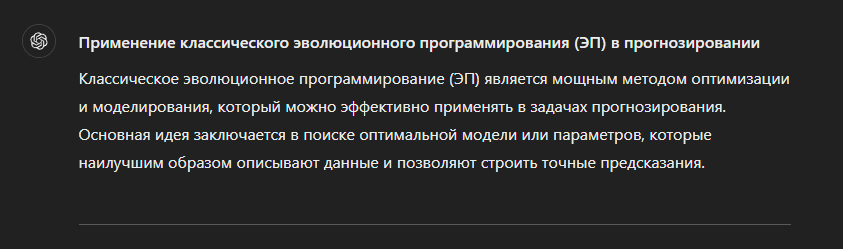 Применение классического эволюционного программирования (ЭП) в прогнозировании
Классическое эволюционное программирование (ЭП) является мощным методом оптимизации
и моделирования, который можно эффективно применять в задачах прогнозирования.
Основная идея заключается в поиске оптимальной модели или параметров, которые
наилучшим образом описывают данные и позволяют строить точные предсказания.